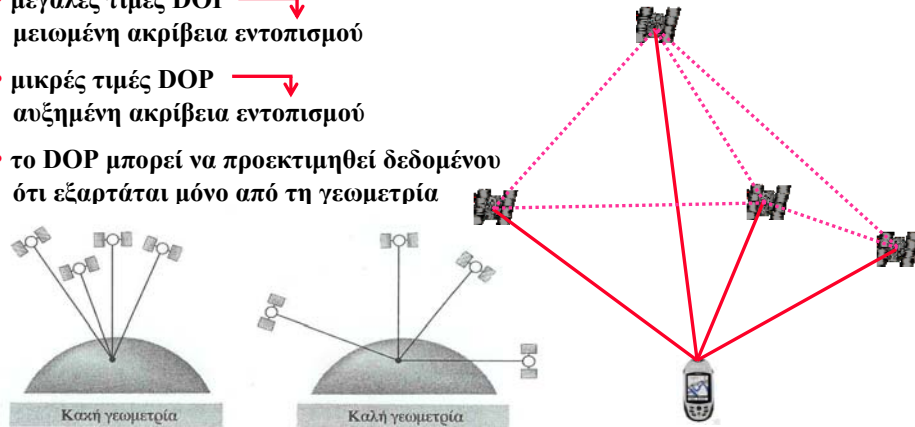 • μεγάλες τιμές DOP
μειωμένη ακρίβεια εντοπισμού
• μικρές τιμές DOP
αυξημένη ακρίβεια εντοπισμού
• το DOP μπορεί να προεκτιμηθεί δεδομένου
ότι εξαρτάται μόνο από τη γεωμετρία
Κακή γεωμετρία
Καλή γεωμετρία